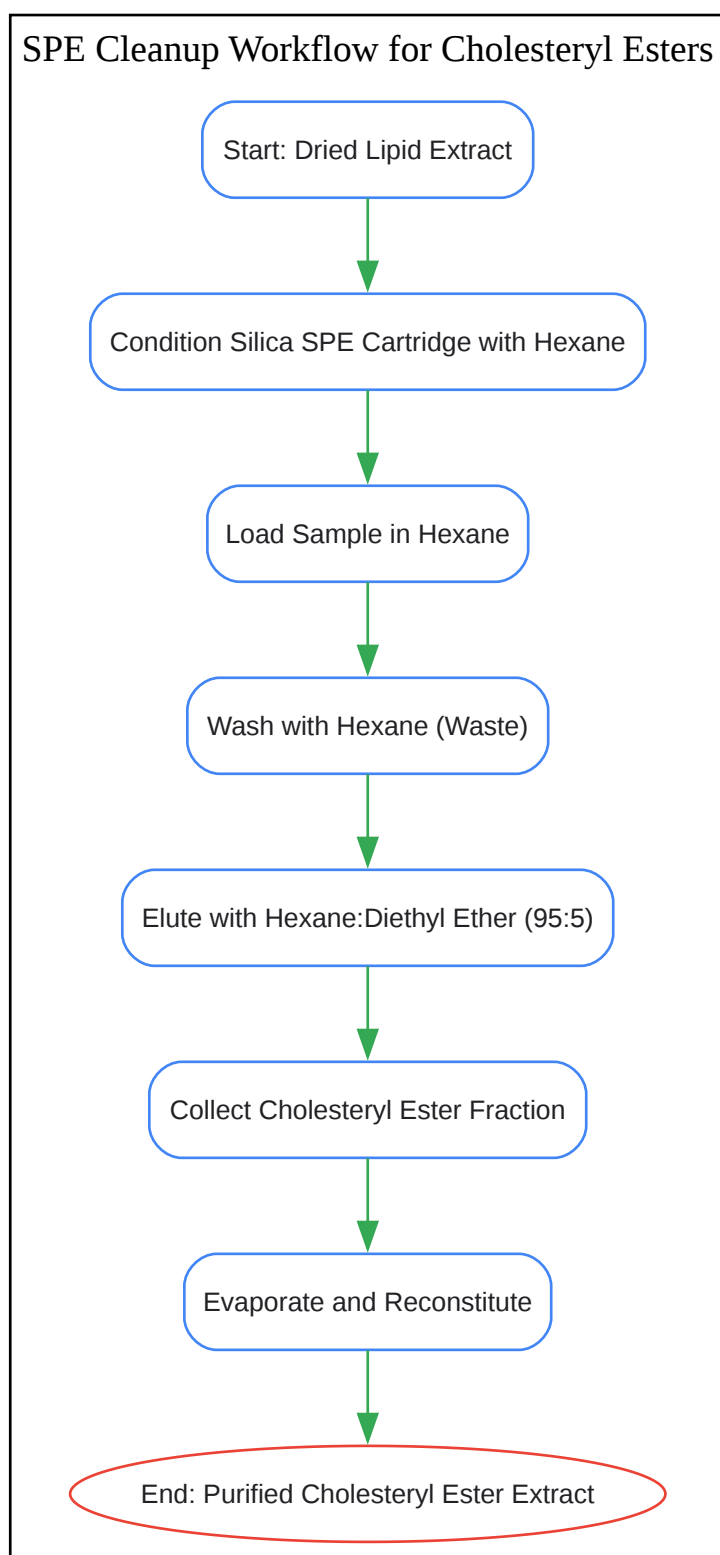 SPE Cleanup Workflow for Cholesteryl Esters
Start: Dried Lipid Extract
Condition Silica SPE Cartridge with Hexane
Load Sample in Hexane
Wash with Hexane (Waste)
Elute with Hexane:Diethyl Ether (95:5)
Collect Cholesteryl Ester Fraction
Evaporate and Reconstitute
End: Purified Cholesteryl Ester Extract